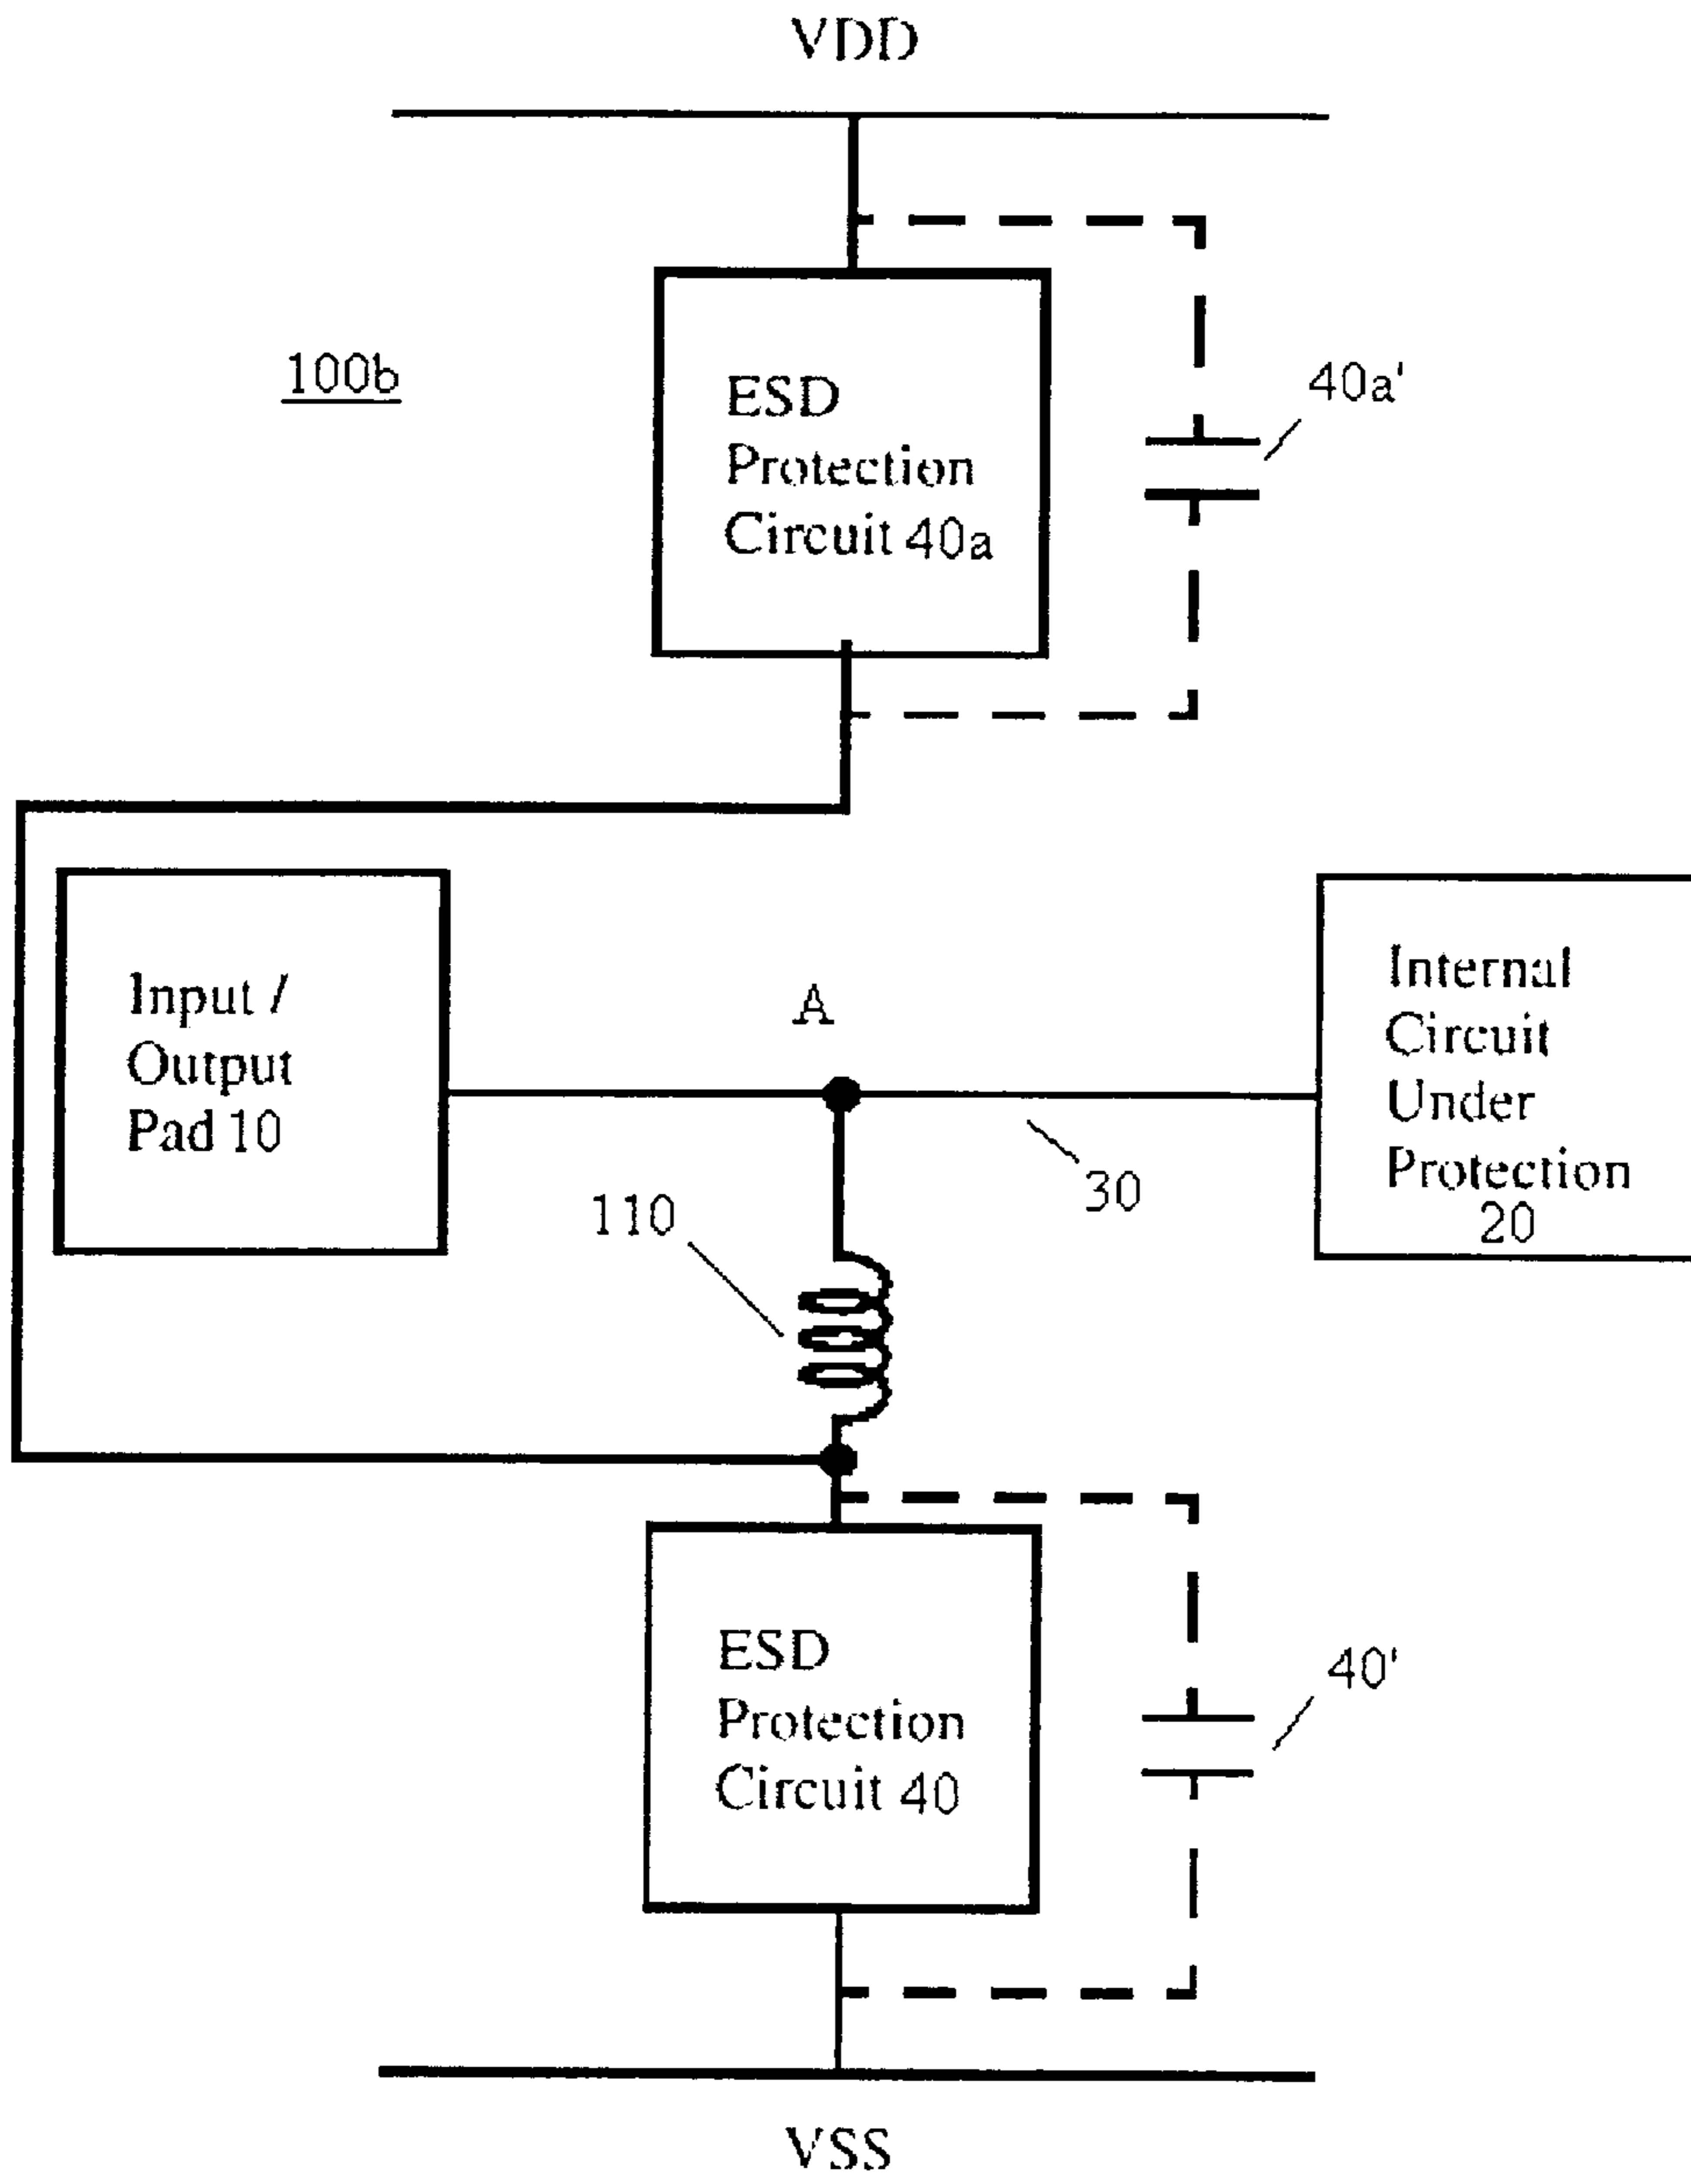 VDD
100b
40a'
ESD
Protection
Circuit 40a
Input /
Output
Pad 10
A
Internal
Circuit
Under
Protection
20
30
110
ESD
Protection
Circuit 40
40'
VSS